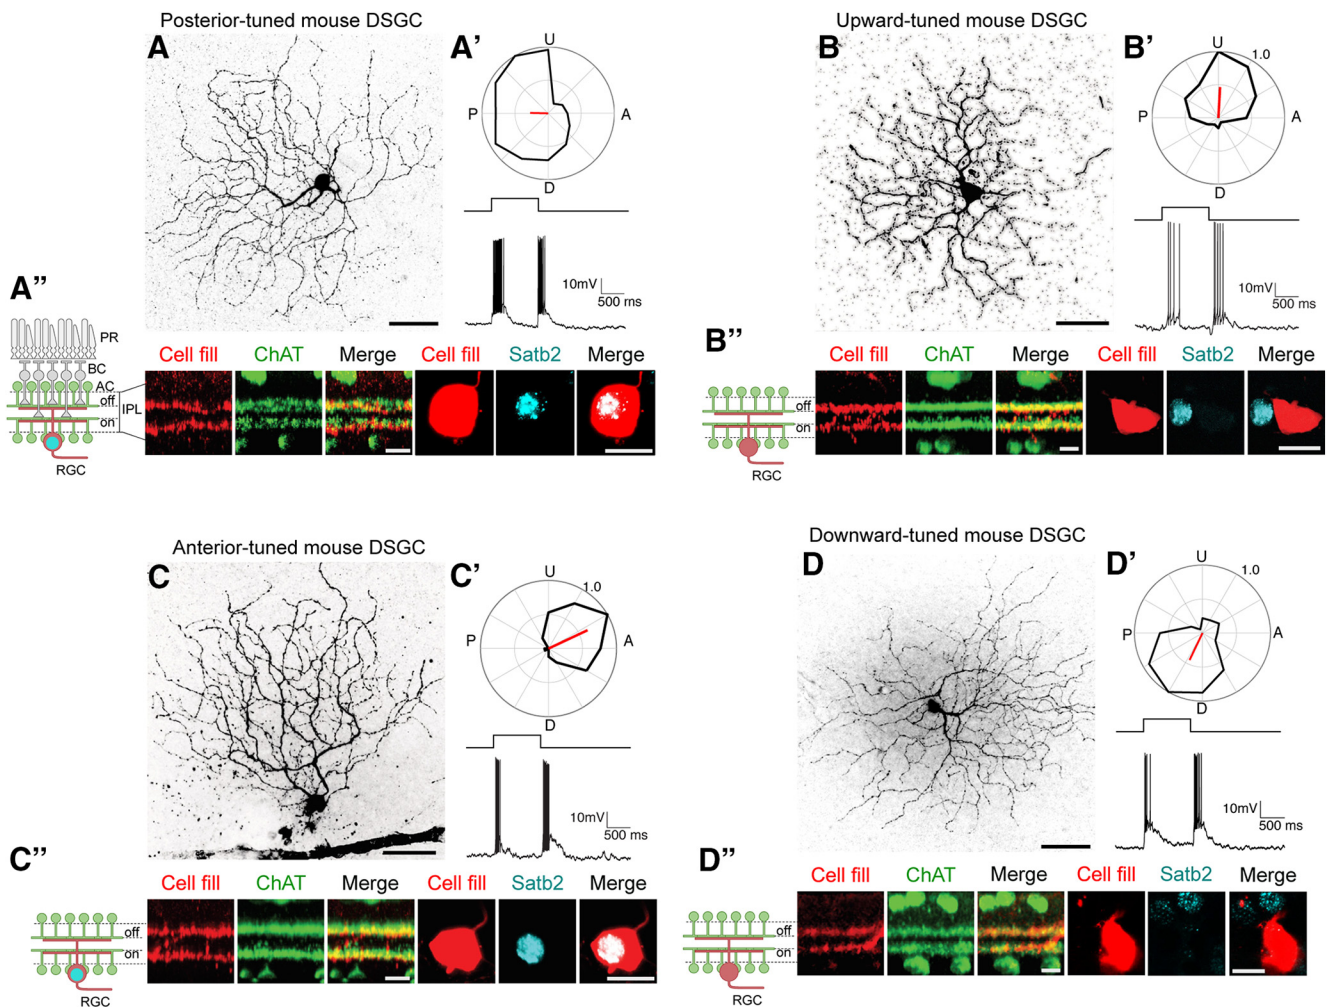 Posterior-tuned mouse DSGC
A
A’
U
P
A
D
10mV
500 ms
A”
PR
BC
AC
off
IPL
on
RGC
Cell fill
ChAT
Merge
Cell fill
Satb2
Merge
Upward-tuned mouse DSGC
B
B’
U
1.0
P
A
D
10mV
500 ms
B”
off
on
RGC
Cell fill
ChAT
Merge
Cell fill
Satb2
Merge
Anterior-tuned mouse DSGC
C
C’
U
1.0
P
A
D
10mV
500 ms
C”
off
on
RGC
Cell fill
ChAT
Merge
Cell fill
Satb2
Merge
Downward-tuned mouse DSGC
D
D’
U
1.0
P
A
D
10mV
500 ms
D”
off
on
RGC
Cell fill
ChAT
Merge
Cell fill
Satb2
Merge